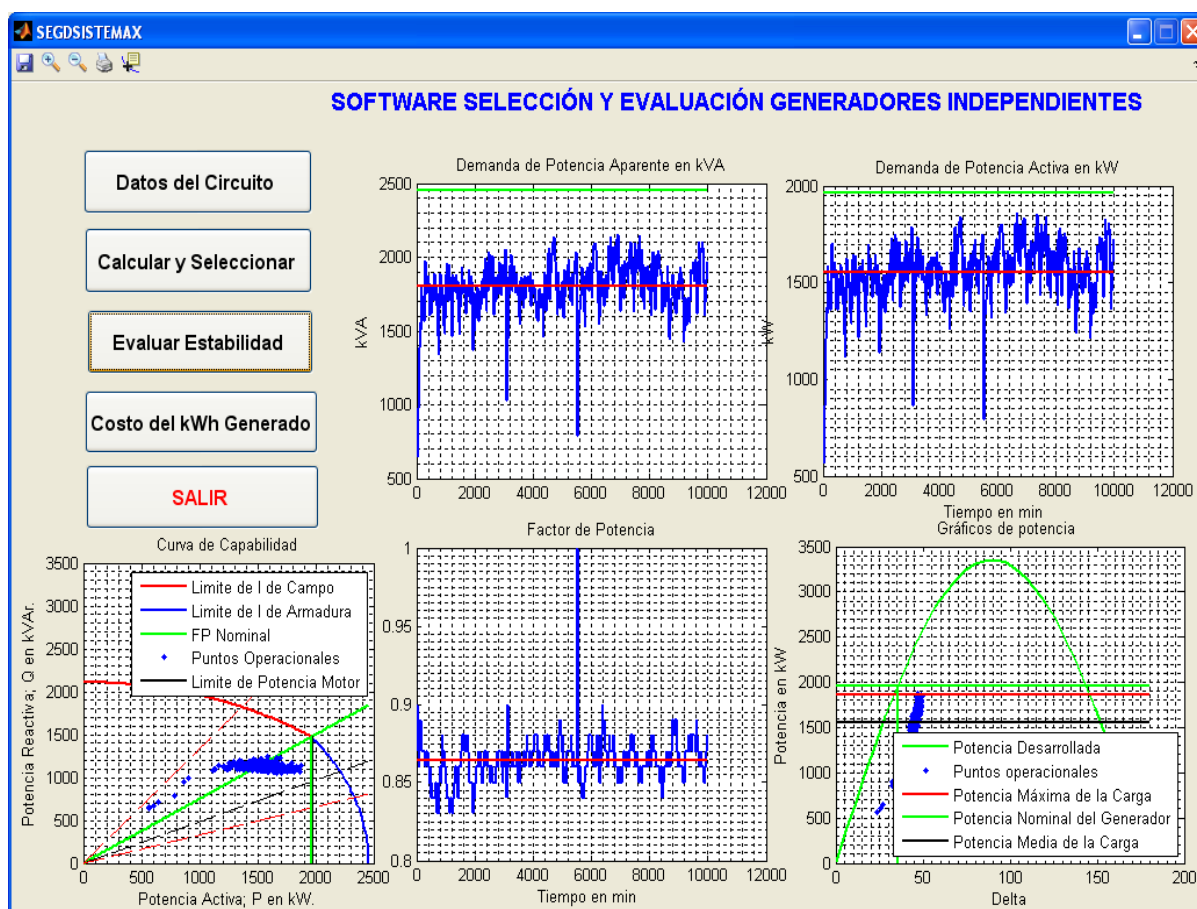 SEGDSISTEMAX
SOFTWARE SELECCIÓN Y EVALUACIÓN GENERADORES INDEPENDIENTES
Datos del Circuito
Calcular y Seleccionar
Evaluar Estabilidad
Costo del kWh Generado
SALIR
Demanda de Potencia Aparente en kVA
kVA
2500
2000
1500
1000
500
0 2000 4000 6000 8000 10000 12000
Demanda de Potencia Activa en kW
kW
2000
1500
1000
500
0 2000 4000 6000 8000 10000 12000
Tiempo en min
Curva de Capabilidad
Potencia Reactiva; Q en kVAr.
3500
3000
2500
2000
1500
1000
500
0
Limite de I de Campo
Limite de I de Armadura
FP Nominal
Puntos Operacionales
Limite de Potencia Motor
0 500 1000 1500 2000 2500
Potencia Activa; P en kW.
Factor de Potencia
1
0.95
0.9
0.85
0.8
0 2000 4000 6000 8000 10000 12000
Tiempo en min
Gráficos de potencia
Potencia en kW
3500
3000
2500
2000
1500
1000
500
0
Potencia Desarrollada
Puntos operacionales
Potencia Máxima de la Carga
Potencia Nominal del Generador
Potencia Media de la Carga
0 50 100 150 200
Delta